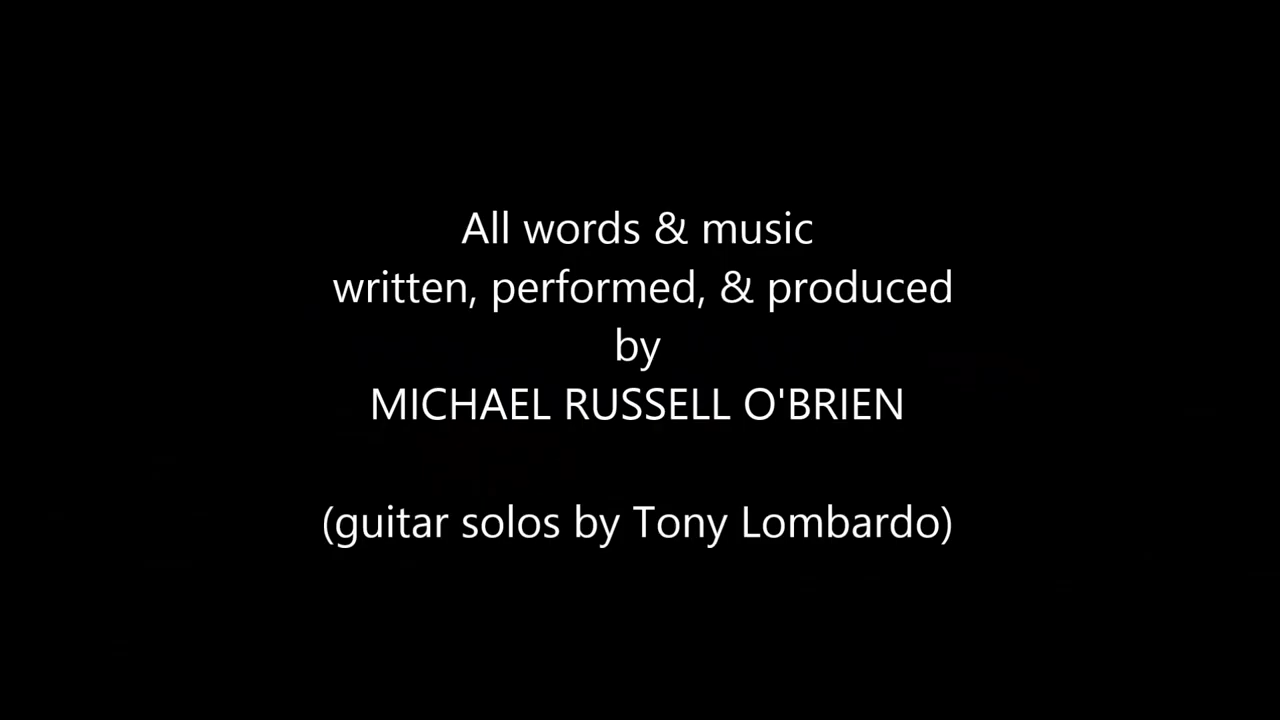 All words & music
written, performed, & produced
by
MICHAEL RUSSELL O'BRIEN
(guitar solos by Tony Lombardo)